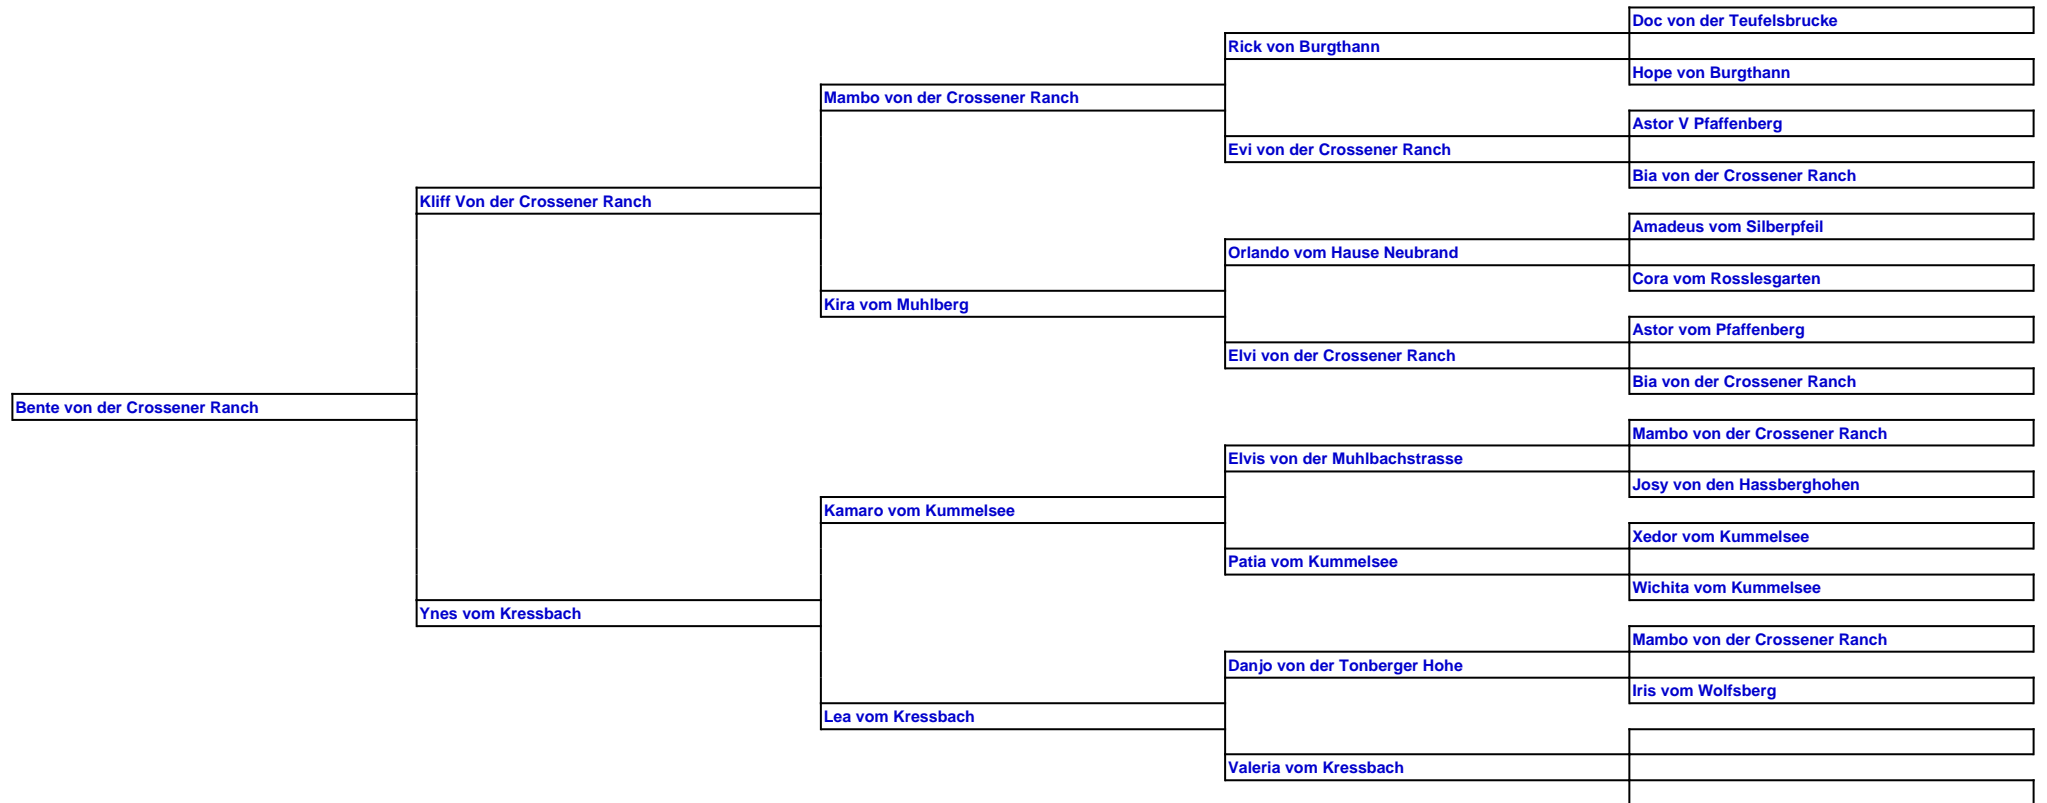 Doc von der Teufelsbrucke
Rick von Burgthann
Hope von Burgthann
Mambo von der Crossener Ranch
Astor V Pfaffenberg
Evi von der Crossener Ranch
Bia von der Crossener Ranch
Kliff Von der Crossener Ranch
Amadeus vom Silberpfeil
Orlando vom Hause Neubrand
Cora vom Rosslesgarten
Kira vom Muhlberg
Astor vom Pfaffenberg
Elvi von der Crossener Ranch
Bia von der Crossener Ranch
Bente von der Crossener Ranch
Mambo von der Crossener Ranch
Elvis von der Muhlbachstrasse
Josy von den Hassberghohen
Kamaro vom Kummelsee
Xedor vom Kummelsee
Patia vom Kummelsee
Wichita vom Kummelsee
Ynes vom Kressbach
Mambo von der Crossener Ranch
Danjo von der Tonberger Hohe
Iris vom Wolfsberg
Lea vom Kressbach
Valeria vom Kressbach